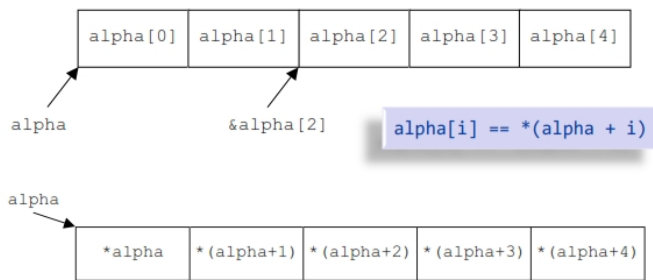 alpha[0] alpha[1] alpha[2] alpha[3] alpha[4]
alpha &alpha[2] alpha[i] == *(alpha + i)
alpha
*alpha *(alpha+1) *(alpha+2) *(alpha+3) *(alpha+4)